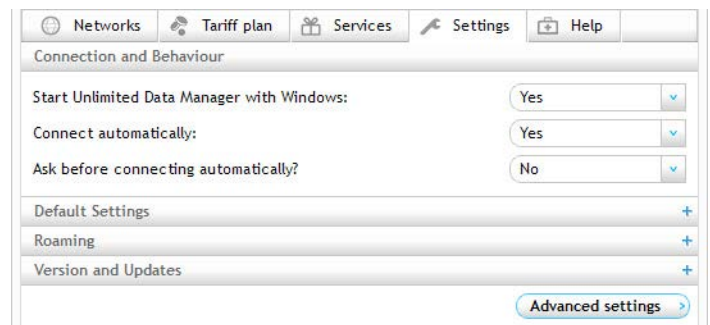 Networks Tariff plan Services Settings Help
Connection and Behaviour
Start Unlimited Data Manager with Windows: Yes
Connect automatically: Yes
Ask before connecting automatically? No
Default Settings +
Roaming +
Version and Updates +
Advanced settings >